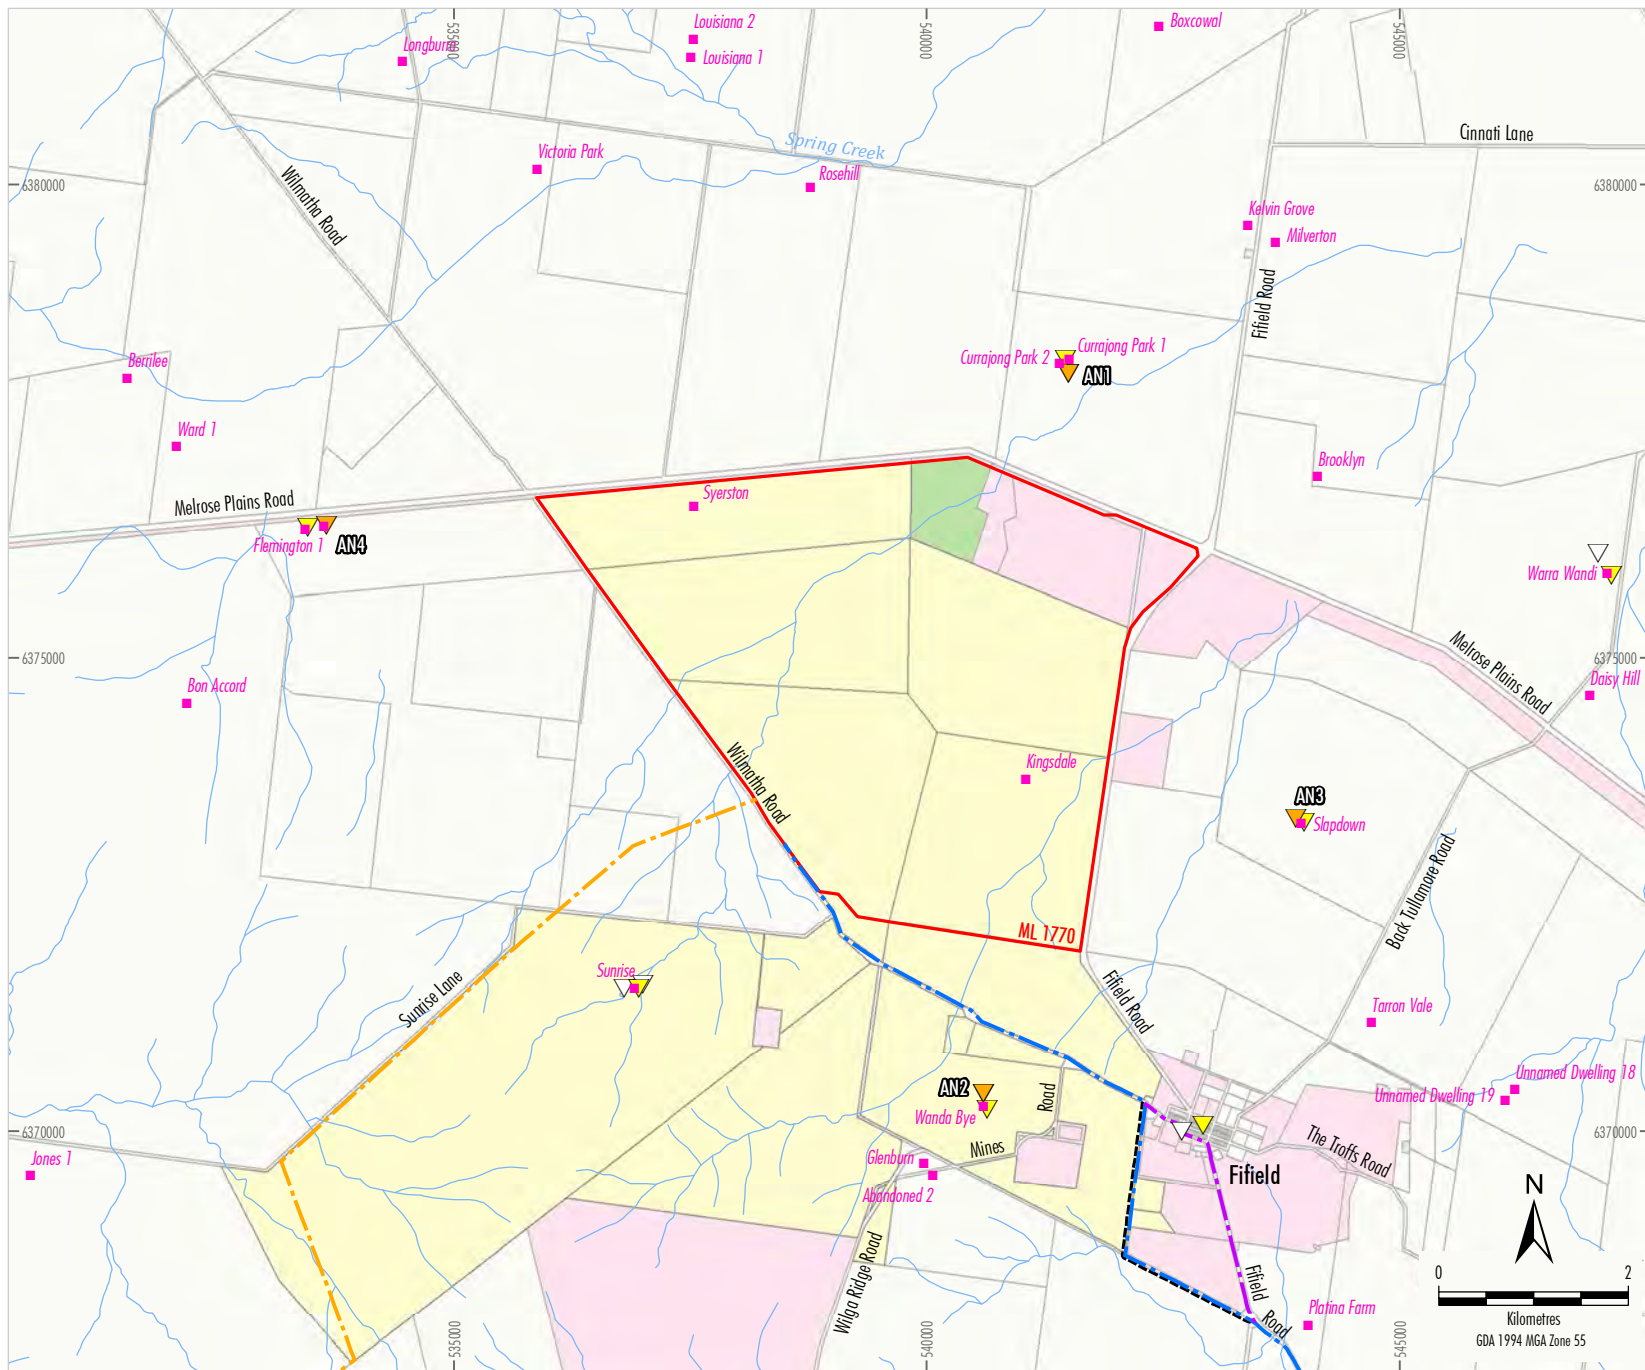 535000
540000
545000
Louisiana 2
Boxcowal
Longburn
Louisiana 1
Cinnati Lane
Spring Creek
Victoria Park
Rosehill
Wilmatha Road
6380000
6380000
Kelvin Grove
Milverton
Fifield Road
Currajong Park 1
Currajong Park 2
AN1
Berrilee
Ward 1
Brooklyn
Melrose Plains Road
Syerston
Flemington 1
AN4
Warra Wandi
6375000
6375000
Melrose Plains Road
Daisy Hill
Bon Accord
Wilmatha Road
Kingsdale
AN3
Slapdown
Back Tullamore Road
ML 1770
Sunrise
Sunrise Lane
Fifield Road
Tarron Vale
Unnamed Dwelling 18
Unnamed Dwelling 19
AN2
Wanda Bye
Road
Mines
6370000
6370000
The Troffs Road
Jones 1
Glenburn
Abandoned 2
Fifield
N
Wilga Ridge Road
Fifield
Road
Platina Farm
0 2
Kilometres
GDA 1994 MGA Zone 55
535000
540000
545000